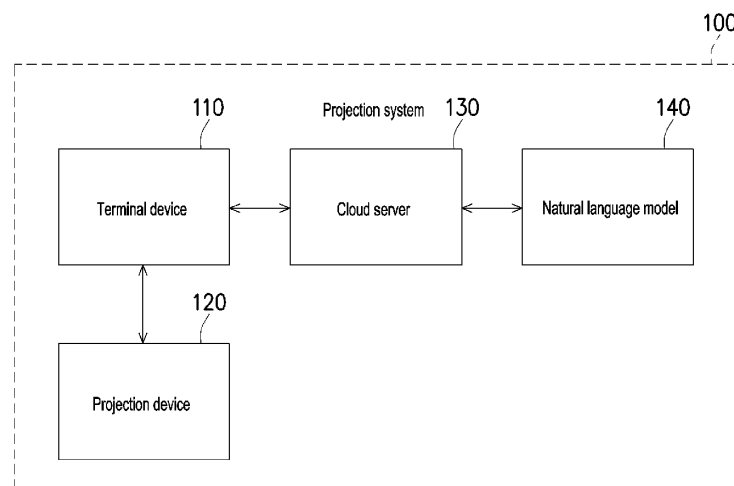 100
110
Projection system
130
140
Terminal device
Cloud server
Natural language model
120
Projection device